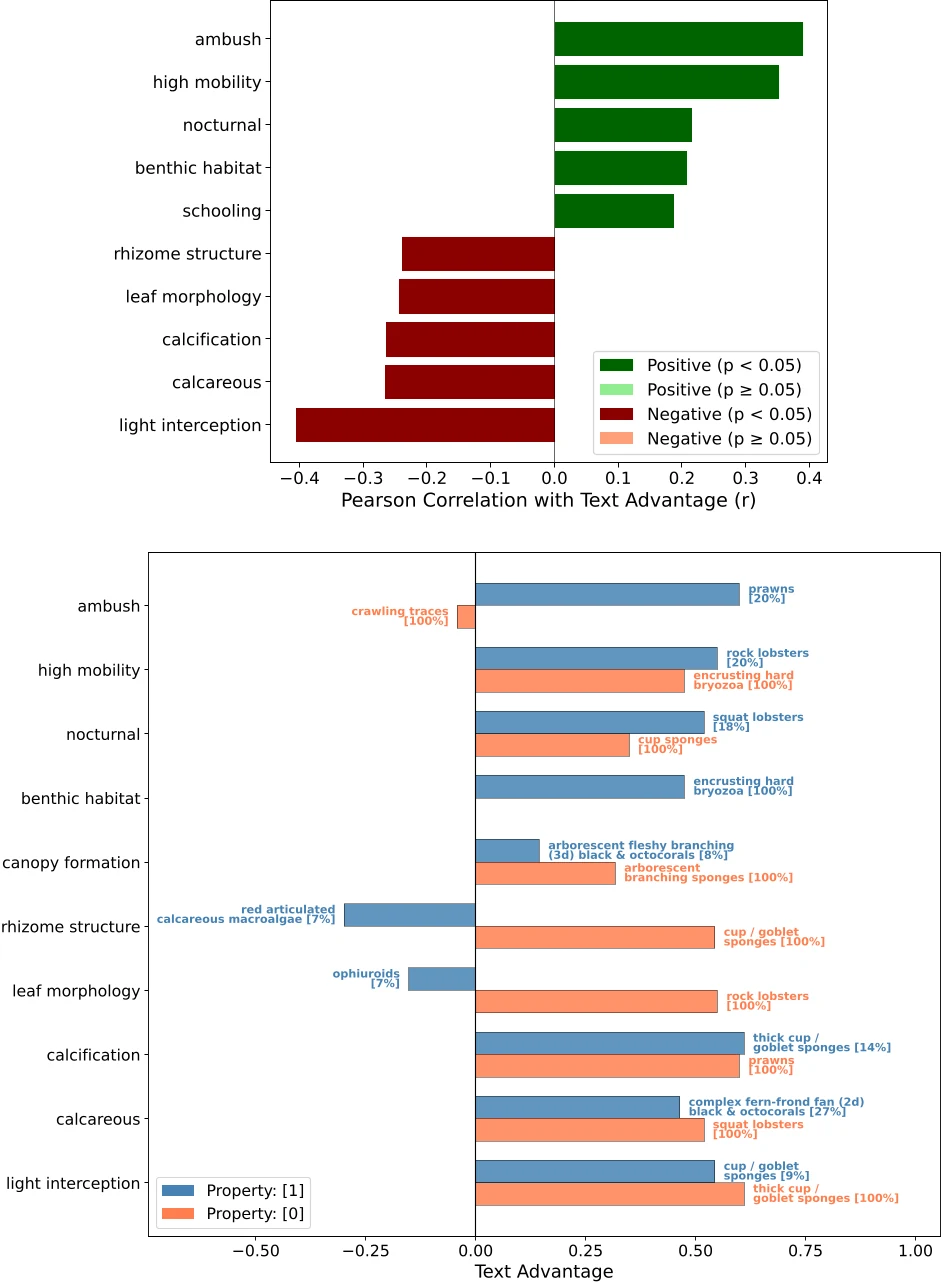 ambush
high mobility
nocturnal
benthic habitat
schooling
rhizome structure
leaf morphology
calcification
calcareous
light interception
Positive (p < 0.05)
Positive (p ≥ 0.05)
Negative (p < 0.05)
Negative (p ≥ 0.05)
−0.4 −0.3 −0.2 −0.1 0.0 0.1 0.2 0.3 0.4
Pearson Correlation with Text Advantage (r)
ambush
prawns
[20%]
crawling traces
[100%]
high mobility
rock lobsters
[20%]
encrusting hard
bryozoa [100%]
nocturnal
squat lobsters
[18%]
cup sponges
[100%]
benthic habitat
encrusting hard
bryozoa [100%]
canopy formation
arborescent fleshy branching
(3d) black & octocorals [8%]
arborescent
branching sponges [100%]
rhizome structure
red articulated
calcareous macroalgae [7%]
cup / goblet
sponges [100%]
leaf morphology
ophiuroids
[7%]
rock lobsters
[100%]
calcification
thick cup /
goblet sponges [14%]
prawns
[100%]
calcareous
complex fern-frond fan (2d)
black & octocorals [27%]
squat lobsters
[100%]
light interception
cup / goblet
sponges [9%]
thick cup /
goblet sponges [100%]
Property: [1]
Property: [0]
−0.50 −0.25 0.00 0.25 0.50 0.75 1.00
Text Advantage